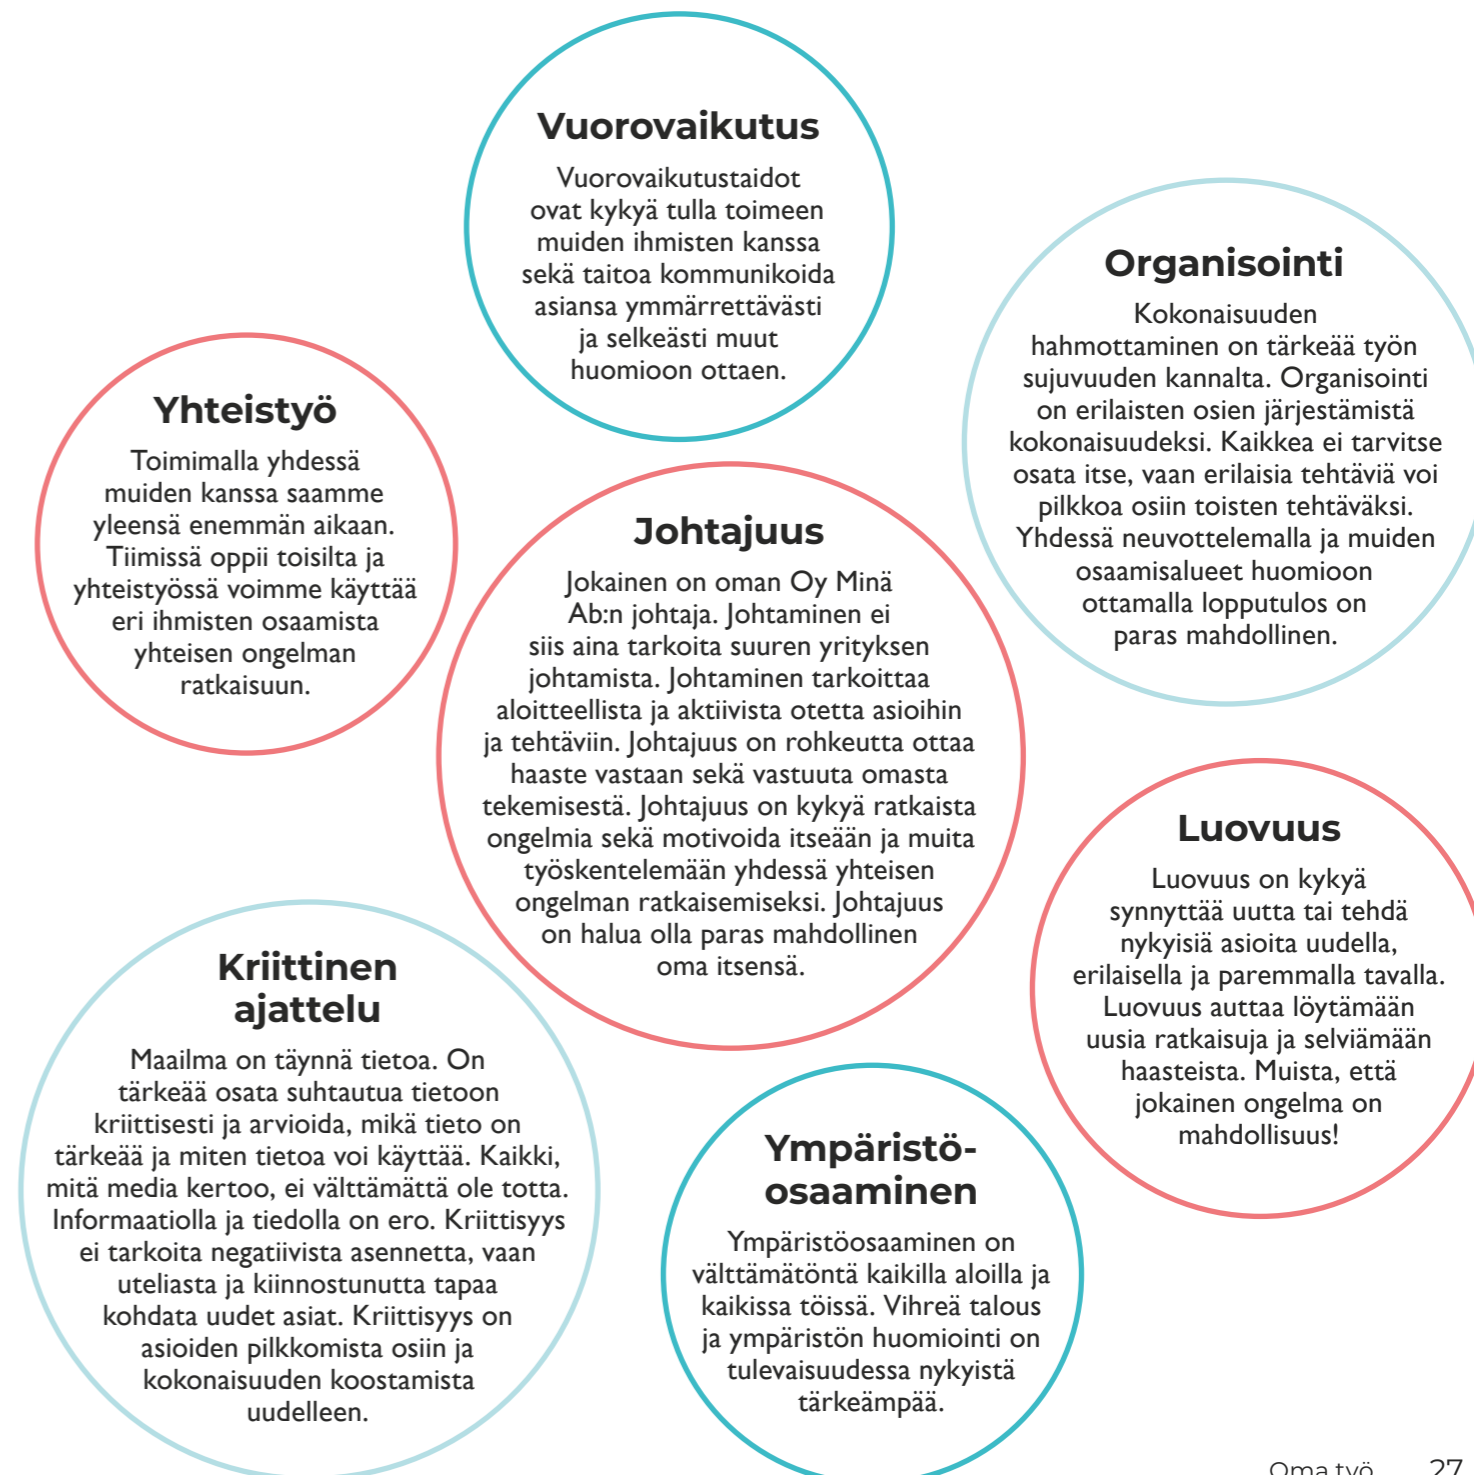 Vuorovaikutus
Vuorovaikutustaidot
ovat kykyä tulla toimeen
muiden ihmisten kanssa
sekä taitoa kommunikoida
asiansa ymmärrettävästi
ja selkeästi muut
huomioon ottaen.
Organisointi
Kokonaisuuden
hahmottaminen on tärkeää työn
sujuvuuden kannalta. Organisointi
on erilaisten osien järjestämistä
kokonaisuudeksi. Kaikkea ei tarvitse
osata itse, vaan erilaisia tehtäviä voi
pilkkoa osiin toisten tehtäväksi.
Yhdessä neuvottelemalla ja muiden
osaamisalueet huomioon
ottamalla lopputulos on
paras mahdollinen.
Yhteistyö
Toimimalla yhdessä
muiden kanssa saamme
yleensä enemmän aikaan.
Tiimissä oppii toisilta ja
yhteistyössä voimme käyttää
eri ihmisten osaamista
yhteisen ongelman
ratkaisuun.
Johtajuus
Jokainen on oman Oy Minä
Ab:n johtaja. Johtaminen ei
siis aina tarkoita suuren yrityksen
johtamista. Johtaminen tarkoittaa
aloitteellista ja aktiivista otetta asioihin
ja tehtäviin. Johtajuus on rohkeutta ottaa
haaste vastaan sekä vastuuta omasta
tekemisestä. Johtajuus on kykyä ratkaista
ongelmia sekä motivoida itseään ja muita
työskentelemään yhdessä yhteisen
ongelman ratkaisemiseksi. Johtajuus
on halua olla paras mahdollinen
oma itsensä.
Luovuus
Luovuus on kykyä
synnyttää uutta tai tehdä
nykyisiä asioita uudella,
erilaisella ja paremmalla tavalla.
Luovuus auttaa löytämään
uusia ratkaisuja ja selviämään
haasteista. Muista, että
jokainen ongelma on
mahdollisuus!
Kriittinen
ajattelu
Maailma on täynnä tietoa. On
tärkeää osata suhtautua tietoon
kriittisesti ja arvioida, mikä tieto on
tärkeää ja miten tietoa voi käyttää. Kaikki,
mitä media kertoo, ei välttämättä ole totta.
Informaatiolla ja tiedolla on ero. Kriittisyys
ei tarkoita negatiivista asennetta, vaan
uteliasta ja kiinnostunutta tapaa
kohdata uudet asiat. Kriittisyys on
asioiden pilkkomista osiin ja
kokonaisuuden koostamista
uudelleen.
Ympäristö-
osaaminen
Ympäristöosaaminen on
välttämätöntä kaikilla aloilla ja
kaikissa töissä. Vihreä talous
ja ympäristön huomiointi on
tulevaisuudessa nykyistä
tärkeämpää.
Oma työ 27